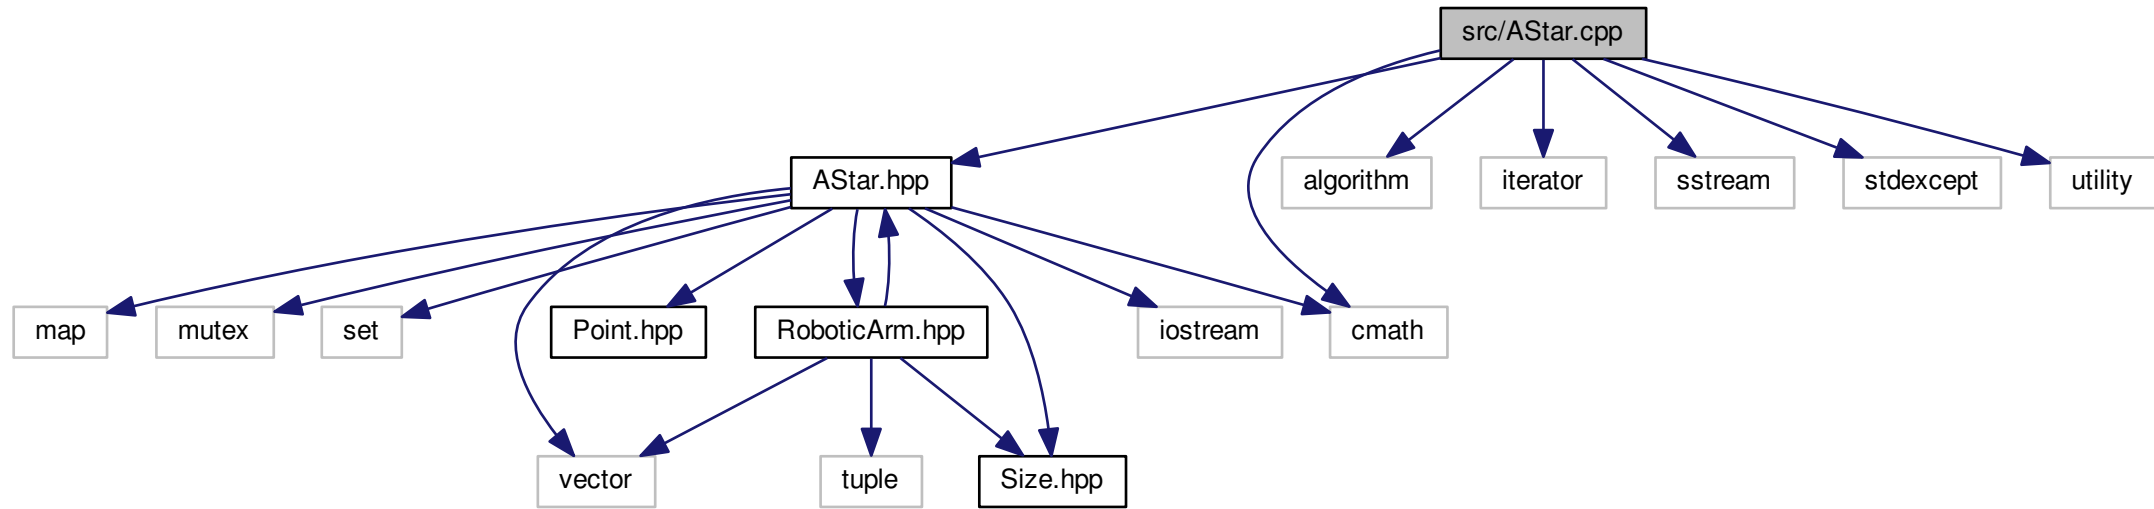 src/AStar.cpp
AStar.hpp
algorithm
iterator
sstream
stdexcept
utility
map
mutex
set
Point.hpp
RoboticArm.hpp
iostream
cmath
vector
tuple
Size.hpp